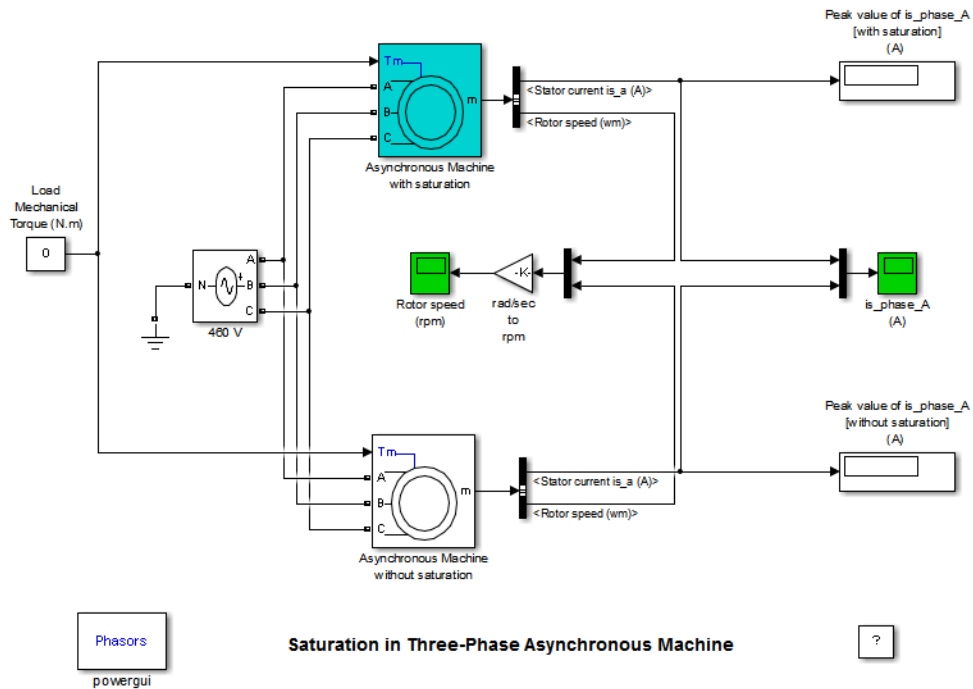 Peak value of is_phase_A
[with saturation]
(A)
Tm
A
B
C
m
<Stator current is_a (A)>
<Rotor speed (wm)>
Asynchronous Machine
with saturation
Load
Mechanical
Torque (N.m)
0
N
A
B
C
+
460 V
Rotor speed
(rpm)
-K-
rad/sec
to
rpm
is_phase_A
(A)
Peak value of is_phase_A
[without saturation]
(A)
Tm
A
B
C
m
<Stator current is_a (A)>
<Rotor speed (wm)>
Asynchronous Machine
without saturation
Phasors
powergui
Saturation in Three-Phase Asynchronous Machine
?